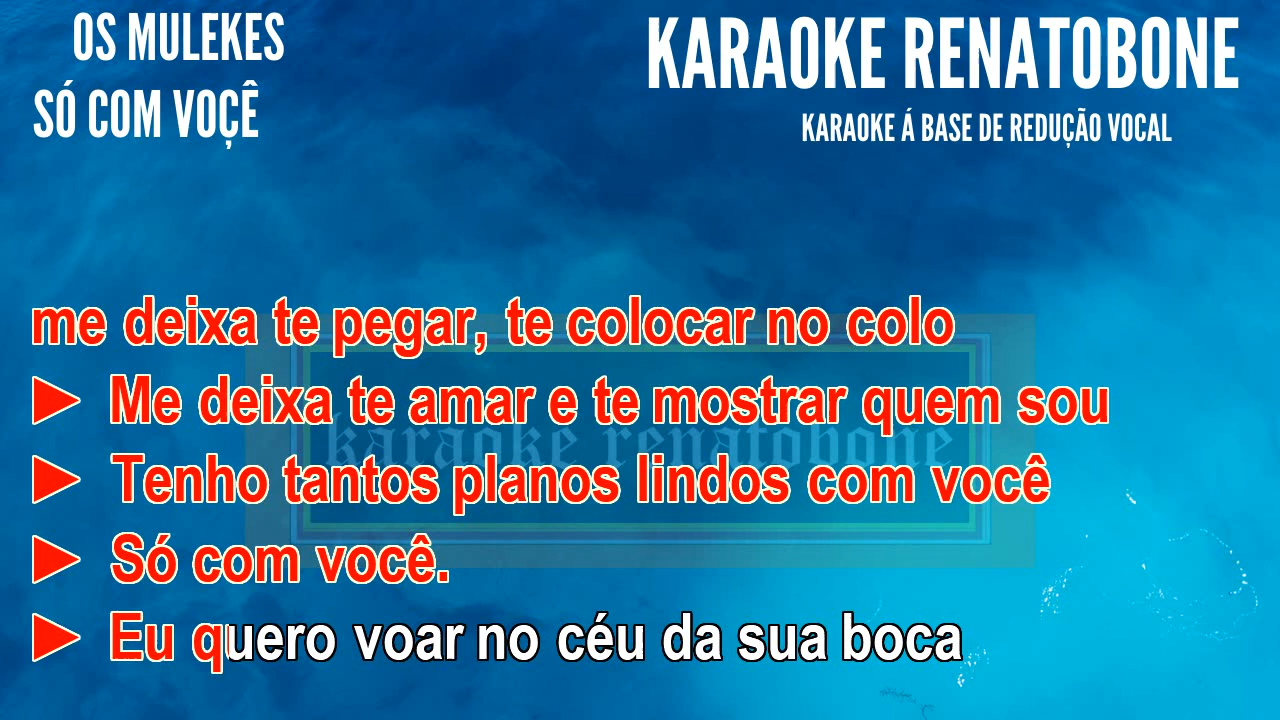 OS MULEKES
SÓ COM VOÇÊ
KARAOKE RENATOBONE
KARAOKE Á BASE DE REDUÇÃO VOCAL
me deixa te pegar, te colocar no colo
► Me deixa te amar e te mostrar quem sou
karaoke renatobone
► Tenho tantos planos lindos com você
► Só com você.
► Eu quero voar no céu da sua boca